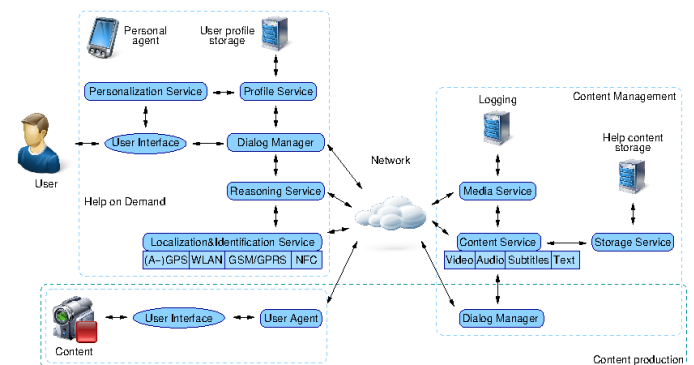 Personal
agent
User profile
storage
Personalization Service
Profile Service
User Interface
Dialog Manager
User
Reasoning Service
Help on Demand
Localization&Identification Service
(A-)GPS WLAN GSM/GPRS NFC
Network
Logging
Content Management
Help content
storage
Media Service
Content Service
Storage Service
Video Audio Subtitles Text
User Interface
User Agent
Dialog Manager
Content
Content production